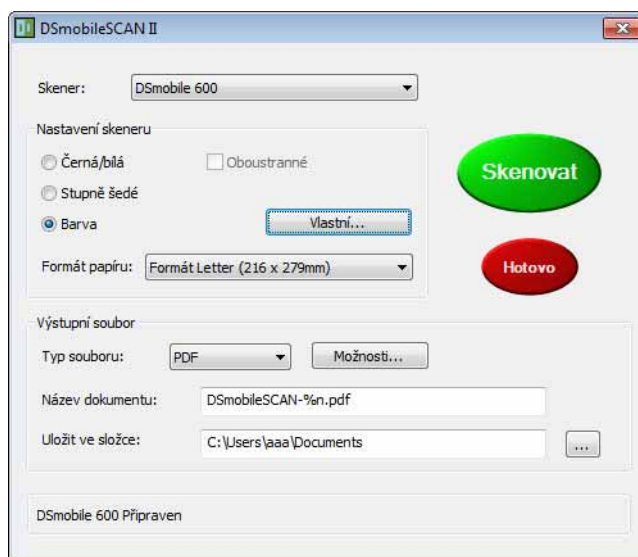 DSmobileSCAN II
Skener: DSmobile 600
Nastavení skeneru
Černá/bílá Oboustranné
Skenovat
Stupně šedé
Barva Vlastní...
Hotovo
Formát papíru: Formát Letter (216 x 279mm)
Výstupní soubor
Typ souboru: PDF Možnosti...
Název dokumentu: DSmobileSCAN-%n.pdf
Uložit ve složce: C:\Users\aaa\Documents ...
DSmobile 600 Připraven